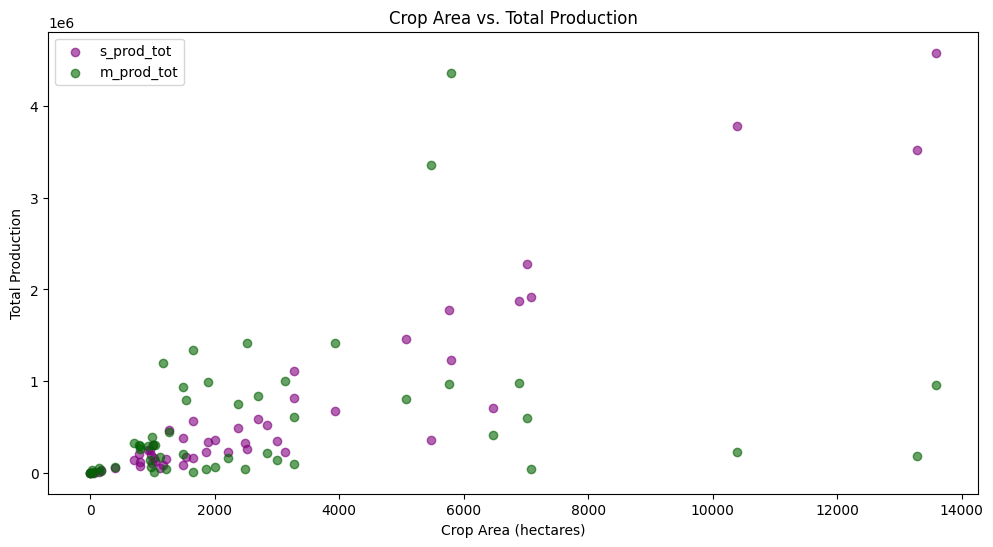 Crop Area vs. Total Production
1e6
s_prod_tot
m_prod_tot
4
3
2
1
0
Total Production
0 2000 4000 6000 8000 10000 12000 14000
Crop Area (hectares)